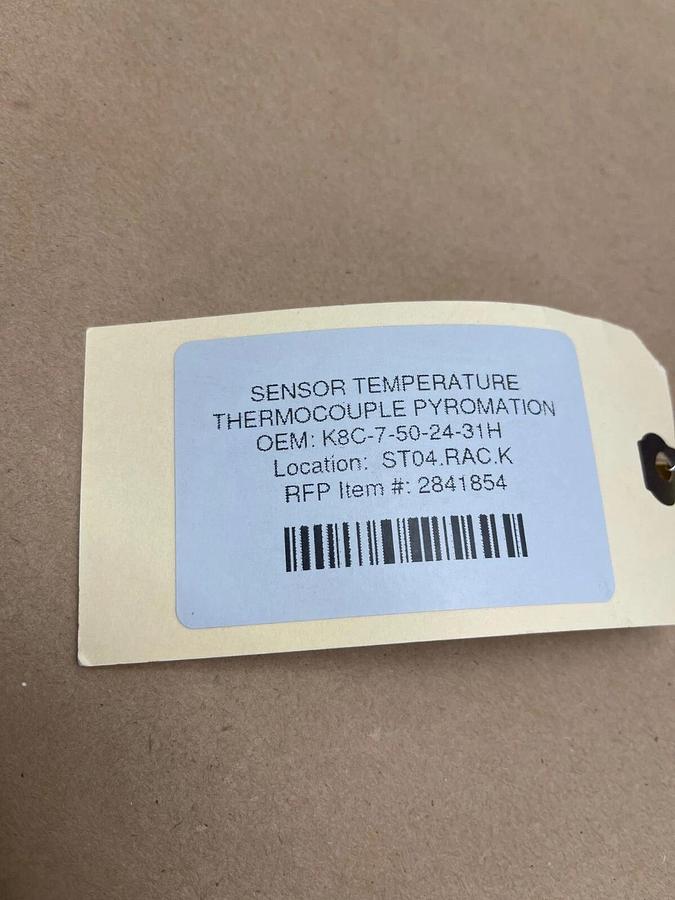 SENSOR TEMPERATURE
THERMOCOUPLE PYROMATION
OEM: K8C-7-50-24-31H
Location: ST04.RAC.K
RFP Item #: 2841854